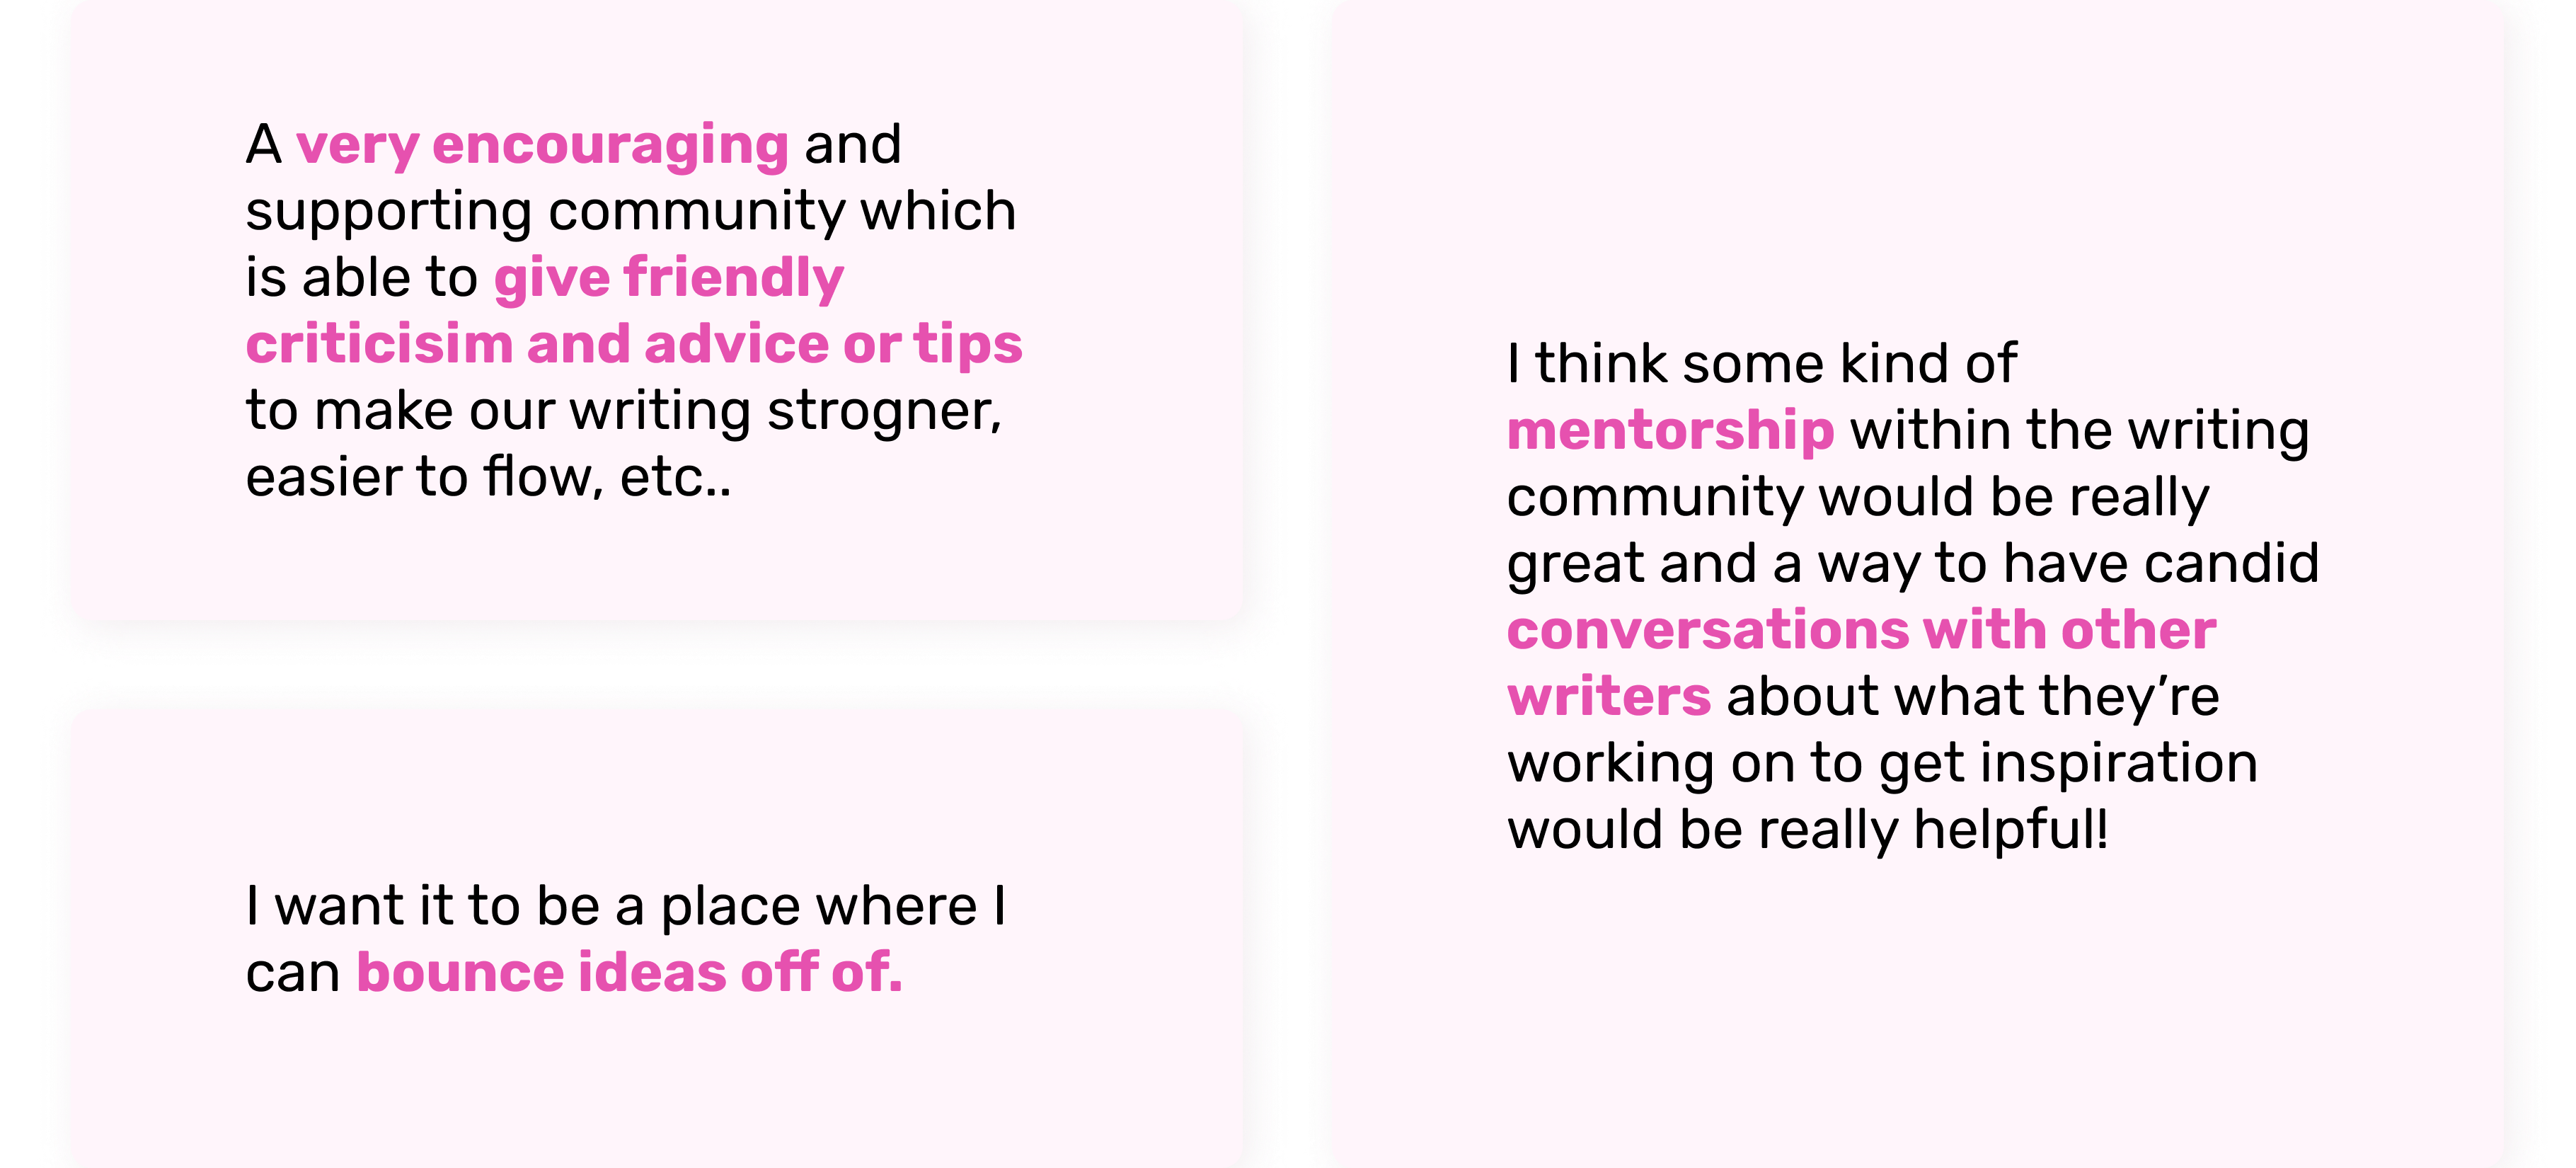 A very encouraging and
supporting community which
is able to give friendly
criticisim and advice or tips
to make our writing strogner,
easier to flow, etc..
I want it to be a place where I
can bounce ideas off of.
I think some kind of
mentorship within the writing
community would be really
great and a way to have candid
conversations with other
writers about what they’re
working on to get inspiration
would be really helpful!